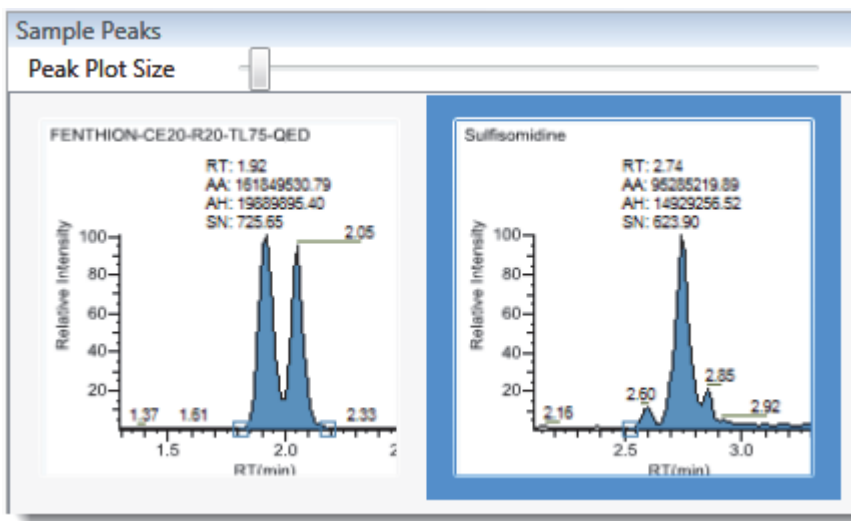 Sample Peaks
Peak Plot Size
FENTHION-CE20-R20-TL75-QED
RT: 1.92
AA: 161849530.79
AH: 19889895.40
SN: 725.65
Relative Intensity
100
80
60
40
20
2.05
1.37
1.61
2.33
1.5
2.0
2
RT(min)
Sulfisomidine
RT: 2.74
AA: 95285219.89
AH: 14929256.52
SN: 623.90
Relative Intensity
100
80
60
40
20
2.16
2.60
2.85
2.92
2.5
3.0
RT(min)